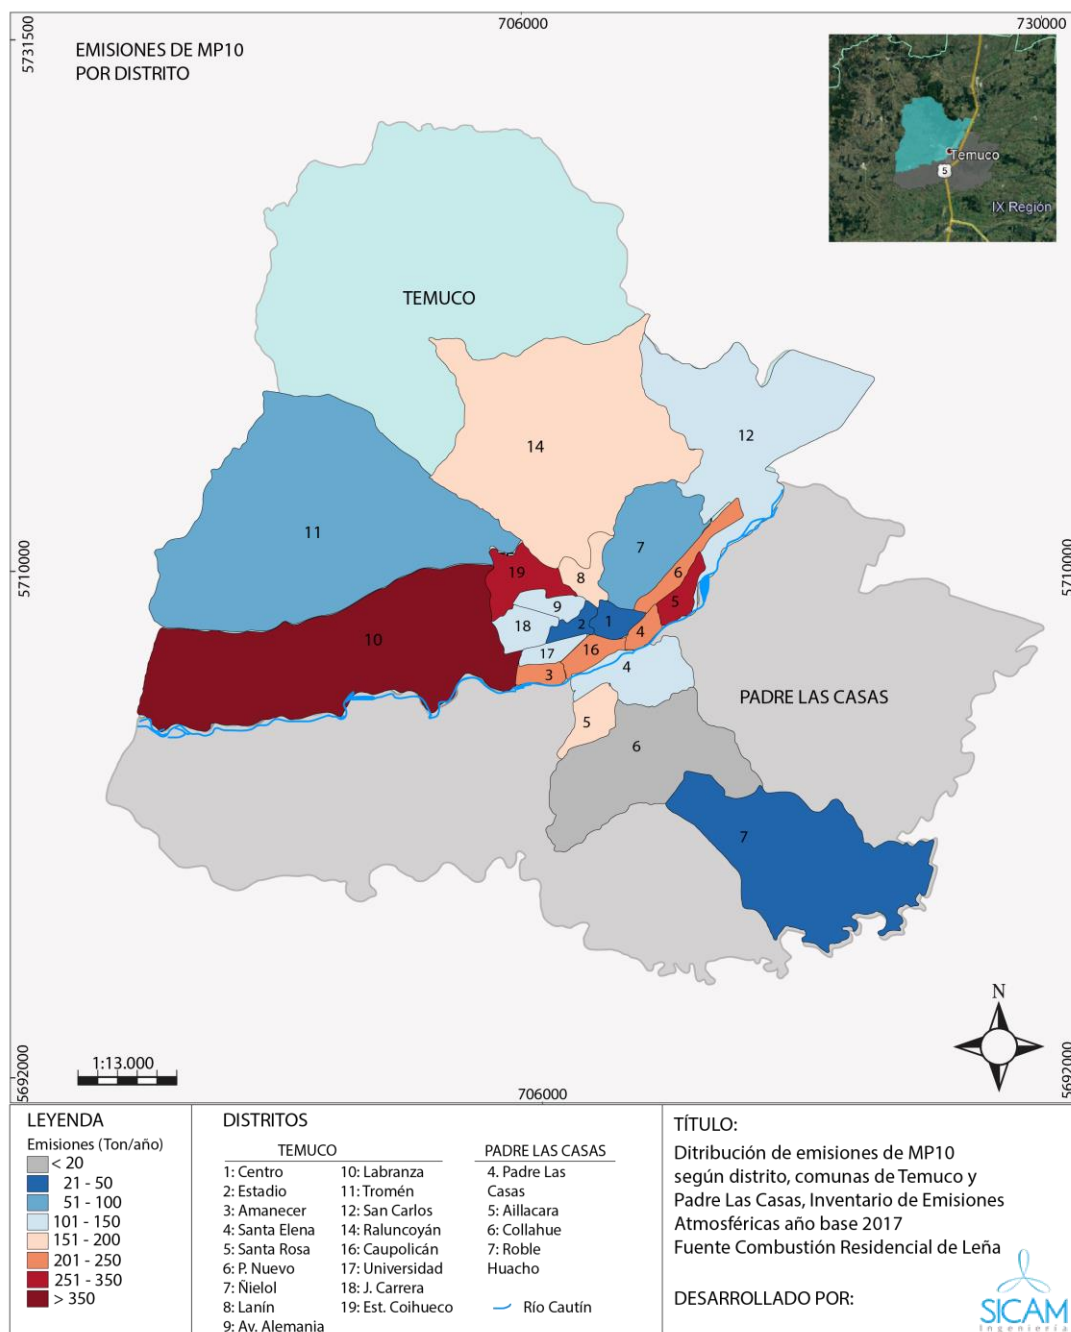 706000
730000
5731500
EMISIONES DE MP10
POR DISTRITO
Temuco
5
IX Región
TEMUCO
12
14
11
7
5710000
5710000
19
8
6
5
9
10
18
2
1
4
16
17
3
4
PADRE LAS CASAS
5
6
7
N
1:13.000
5692000
5692000
706000
LEYENDA
Emisiones (Ton/año)
< 20
21 - 50
51 - 100
101 - 150
151 - 200
201 - 250
251 - 350
> 350
DISTRITOS
TEMUCO
1: Centro
2: Estadio
3: Amanecer
4: Santa Elena
5: Santa Rosa
6: P. Nuevo
7: Ñielol
8: Lanín
9: Av. Alemania
10: Labranza
11: Tromén
12: San Carlos
14: Raluncoyán
16: Caupolicán
17: Universidad
18: J. Carrera
19: Est. Coihueco
PADRE LAS CASAS
4. Padre Las
Casas
5: Aillacara
6: Collahue
7: Roble
Huacho
Río Cautín
TÍTULO:
Ditribución de emisiones de MP10
según distrito, comunas de Temuco y
Padre Las Casas, Inventario de Emisiones
Atmosféricas año base 2017
Fuente Combustión Residencial de Leña
DESARROLLADO POR:
SICAM
Ingeniería